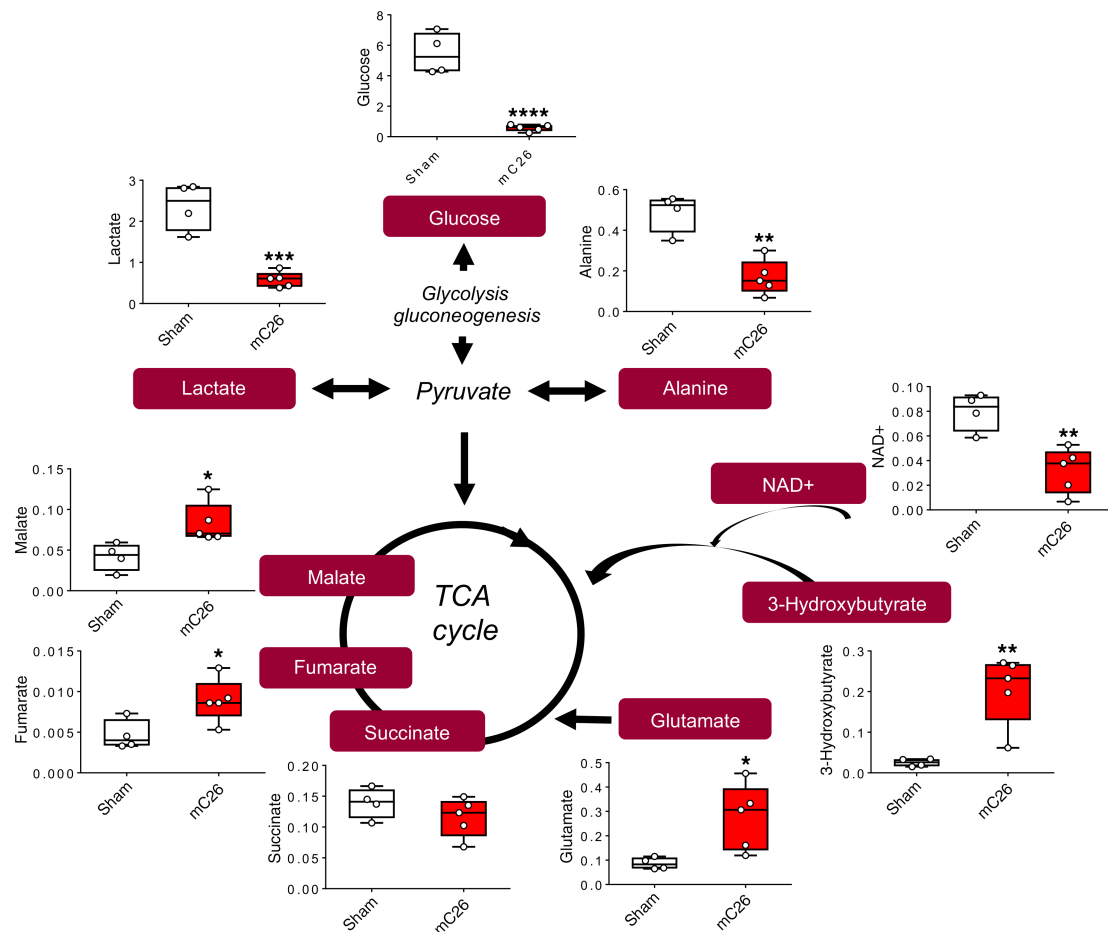 8
6
4
2
0
Glucose
****
Sham
mC26
3
2
1
0
Lactate
***
Sham
mC26
Glucose
0.6
0.4
0.2
0.0
Alanine
**
Sham
mC26
Glycolysis
gluconeogenesis
Lactate
Pyruvate
Alanine
0.10
0.08
0.06
0.04
0.02
0.00
NAD+
**
Sham
mC26
0.15
0.10
0.05
0.00
Malate
*
Sham
mC26
NAD+
Malate
TCA
cycle
3-Hydroxybutyrate
0.015
0.010
0.005
0.000
Fumarate
*
Sham
mC26
Fumarate
0.3
0.2
0.1
0.0
3-Hydroxybutyrate
**
Sham
mC26
Succinate
Glutamate
0.20
0.15
0.10
0.05
0.00
Succinate
Sham
mC26
0.5
0.4
0.3
0.2
0.1
0.0
Glutamate
*
Sham
mC26